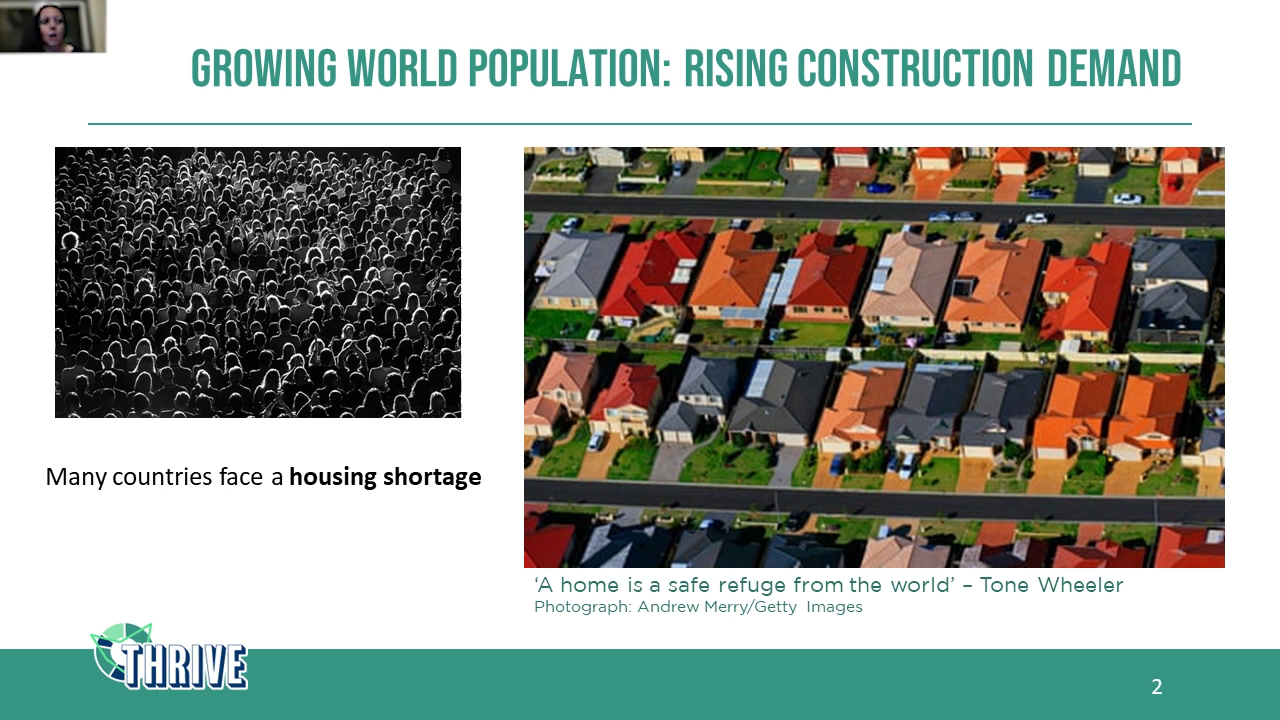 GROWING WORLD POPULATION: RISING CONSTRUCTION DEMAND
Many countries face a housing shortage
‘A home is a safe refuge from the world’ – Tone Wheeler
Photograph: Andrew Merry/Getty Images
THRIVE
2